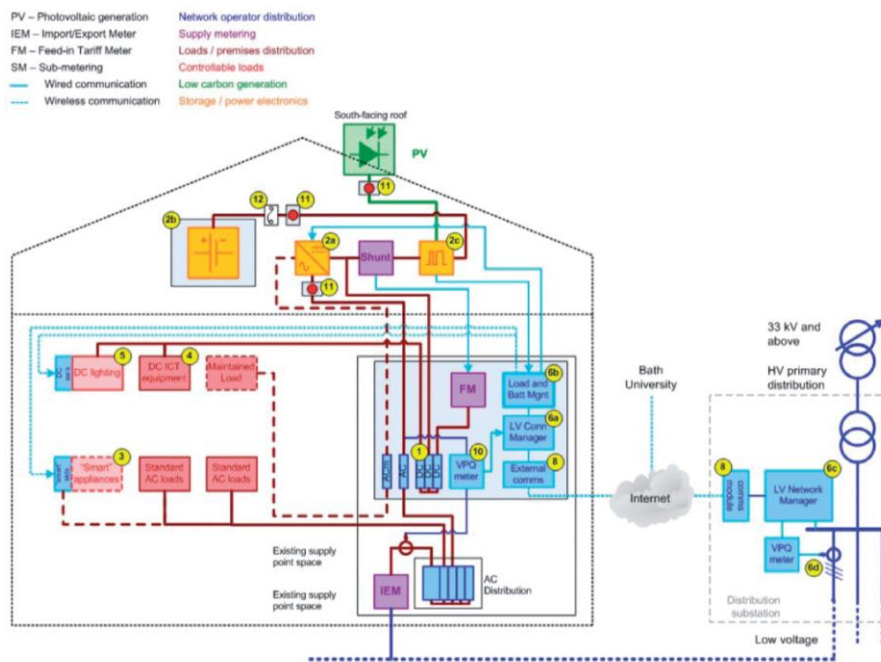 PV – Photovoltaic generation
IEM – Import/Export Meter
FM – Feed-in Tariff Meter
SM – Sub-metering
Wired communication
Wireless communication
Network operator distribution
Supply metering
Loads / premises distribution
Controllable loads
Low carbon generation
Storage / power electronics
South-facing roof
PV
11
12
11
2b
2a
Shunt
2c
11
5
DC lighting
4
DC ICT
equipment
Maintained
Load
3
"Smart"
appliances
Standard
AC loads
Standard
AC loads
FM
6b
Load and
Batt Mgnt
6a
LV Conn
Manager
1
AC
DC
DC
DC
10
VPQ
meter
8
External
comms
Existing supply
point space
Existing supply
point space
IEM
AC
Distribution
Bath
University
Internet
33 kV and
above
HV primary
distribution
8
comms
module
6c
LV Network
Manager
VPQ
meter
6d
Distribution
substation
Low voltage